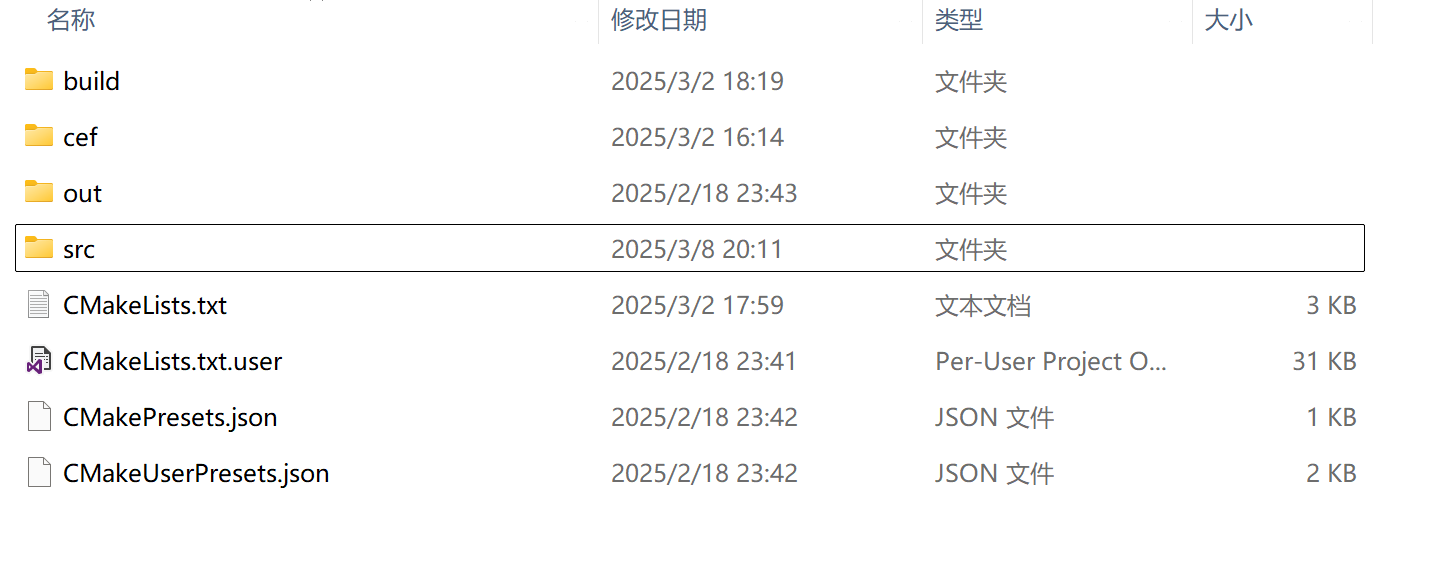 名称 修改日期 类型 大小
build 2025/3/2 18:19 文件夹
cef 2025/3/2 16:14 文件夹
out 2025/2/18 23:43 文件夹
src 2025/3/8 20:11 文件夹
CMakeLists.txt 2025/3/2 17:59 文本文档 3 KB
CMakeLists.txt.user 2025/2/18 23:41 Per-User Project O... 31 KB
CMakePresets.json 2025/2/18 23:42 JSON 文件 1 KB
CMakeUserPresets.json 2025/2/18 23:42 JSON 文件 2 KB